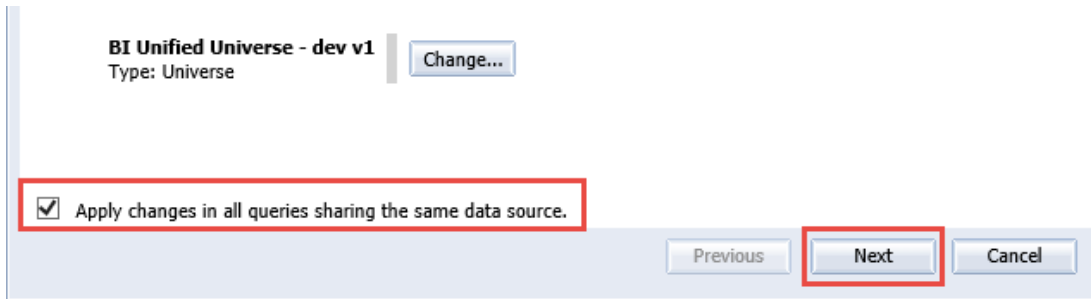 BI Unified Universe - dev v1
Type: Universe
Change...
Apply changes in all queries sharing the same data source.
Previous
Next
Cancel